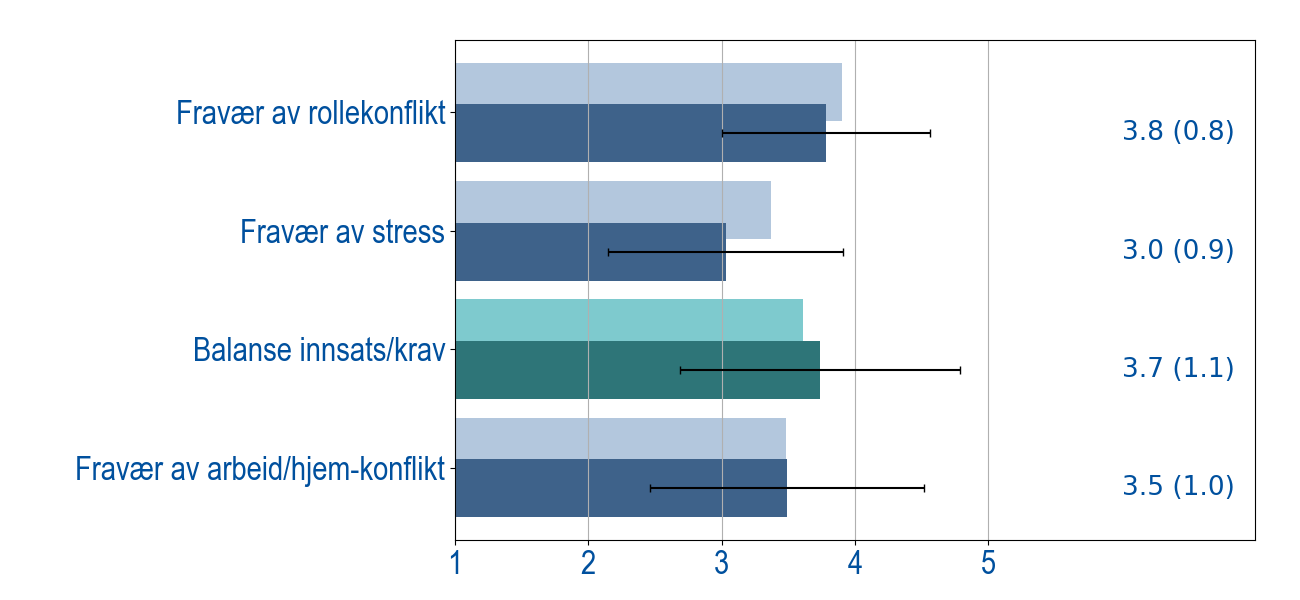 Fravær av rollekonflikt
3.8 (0.8)
Fravær av stress
3.0 (0.9)
Balanse innsats/krav
3.7 (1.1)
Fravær av arbeid/hjem-konflikt
3.5 (1.0)
1 2 3 4 5